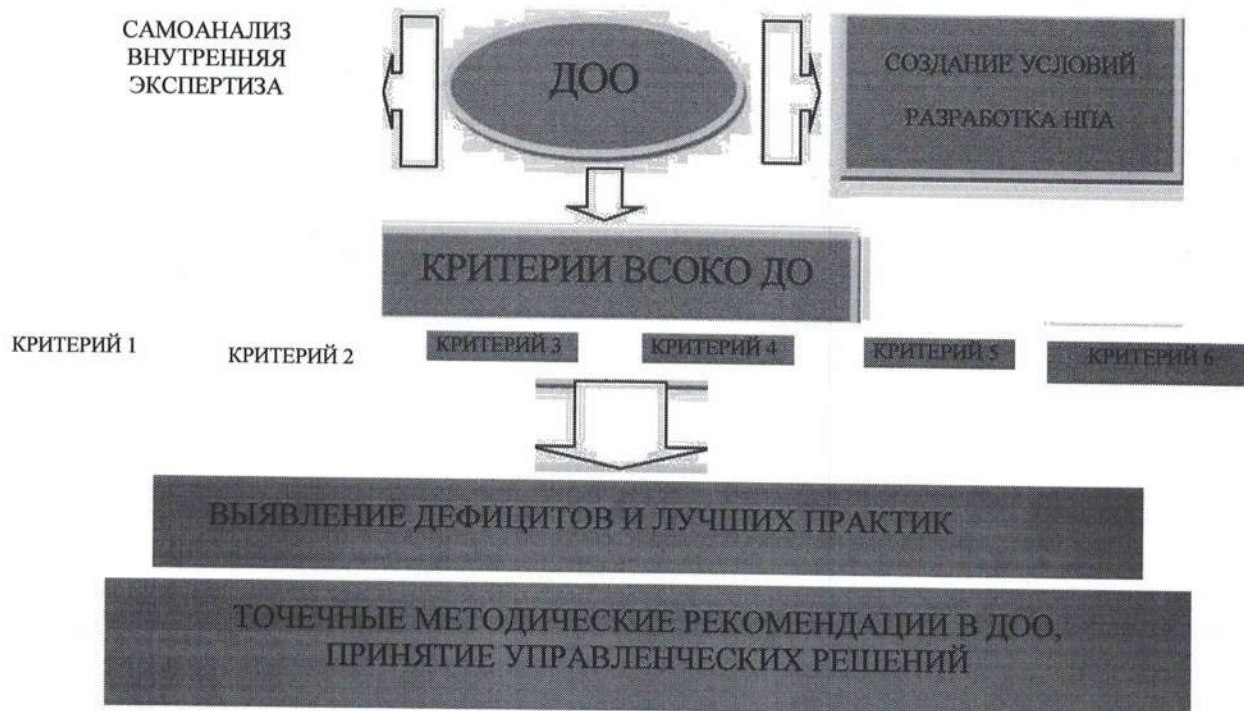 САМОАНАЛИЗ
ВНУТРЕННЯЯ
ЭКСПЕРТИЗА
ДОО
СОЗДАНИЕ УСЛОВИЙ
РАЗРАБОТКА НПА
КРИТЕРИИ ВСОКО ДО
КРИТЕРИЙ 1
КРИТЕРИЙ 2
КРИТЕРИЙ 3
КРИТЕРИЙ 4
КРИТЕРИЙ 5
КРИТЕРИЙ 6
ВЫЯВЛЕНИЕ ДЕФИЦИТОВ И ЛУЧШИХ ПРАКТИК
ТОЧЕЧНЫЕ МЕТОДИЧЕСКИЕ РЕКОМЕНДАЦИИ В ДОО,
ПРИНЯТИЕ УПРАВЛЕНЧЕСКИХ РЕШЕНИЙ